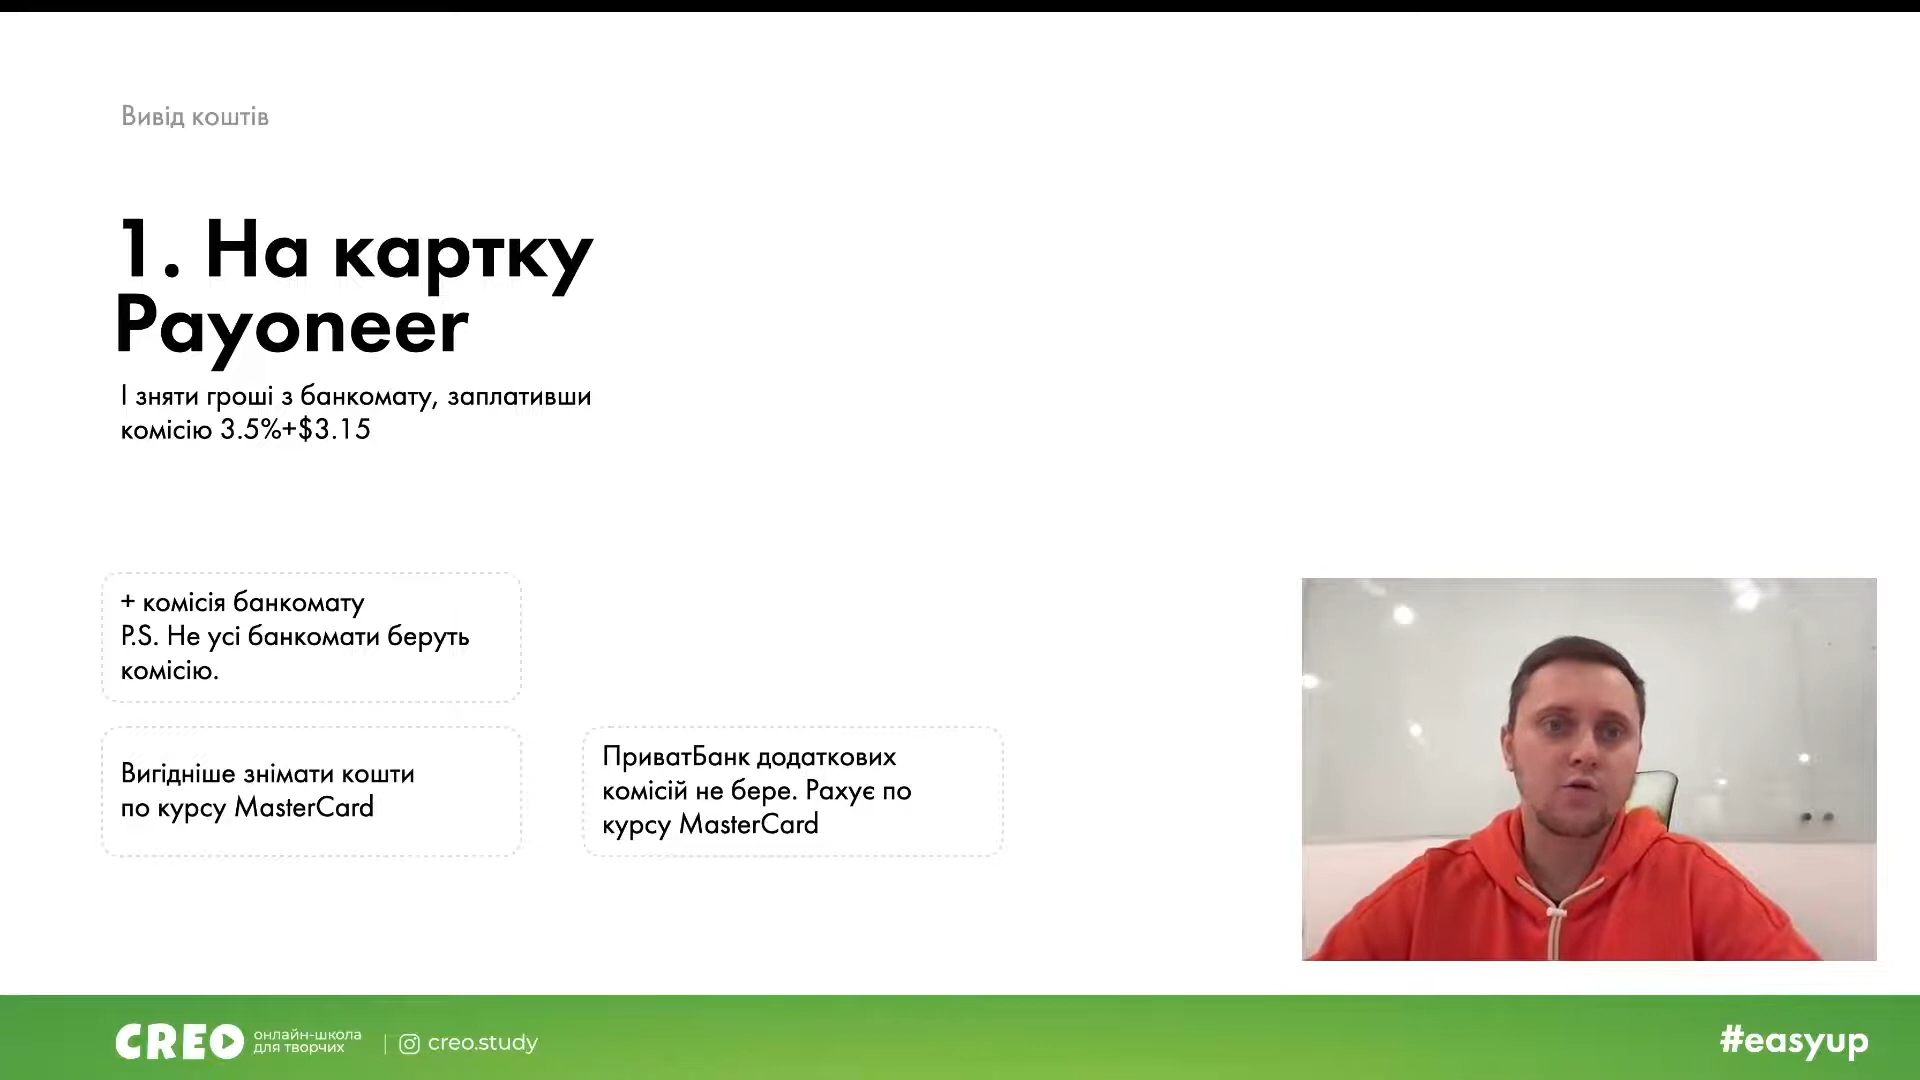 Вивід коштів
1. На картку
Payoneer
І зняти гроші з банкомату, заплативши
комісію 3.5%+$3.15
+ комісія банкомату
P.S. Не усі банкомати беруть
комісію.
Вигідніше знімати кошти
по курсу MasterCard
ПриватБанк додаткових
комісій не бере. Рахує по
курсу MasterCard
CREO
онлайн-школа
для творчих
creo.study
#easyup